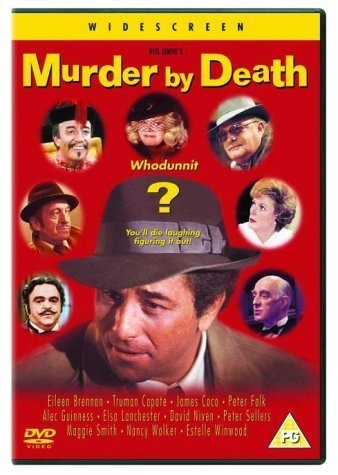 WIDESCREEN
NEIL SIMON'S
Murder by Death
Whodunnit
?
You'll die laughing
figuring it out!
Eileen Brennan · Truman Capote · James Coco · Peter Falk
Alec Guinness · Elsa Lanchester · David Niven · Peter Sellers
Maggie Smith · Nancy Walker · Estelle Winwood
DVD
VIDEO
PG